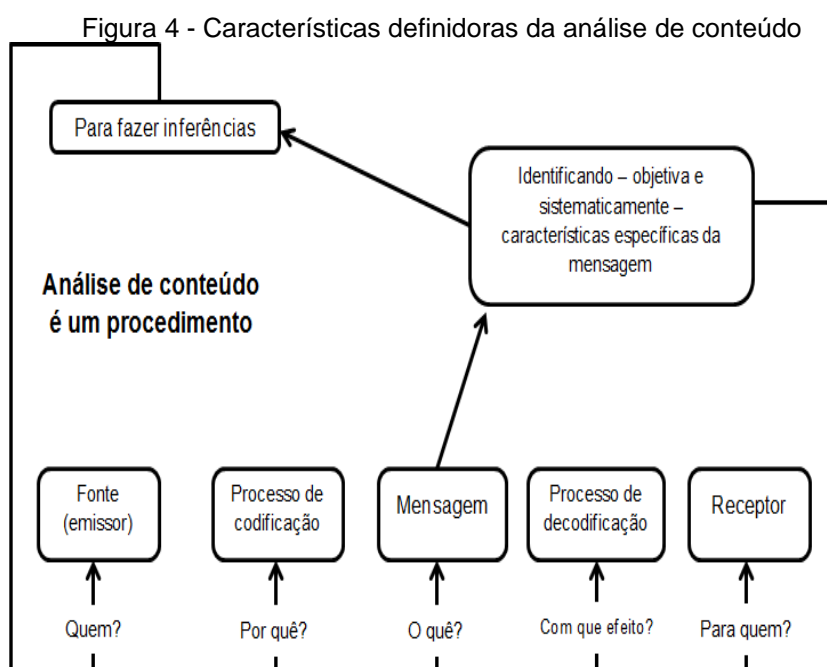 Figura 4 - Características definidoras da análise de conteúdo
Para fazer inferências
Identificando – objetiva e
sistematicamente –
características específicas da
mensagem
Análise de conteúdo
é um procedimento
Fonte
(emissor)
Processo de
codificação
Mensagem
Processo de
decodificação
Receptor
Quem?
Por quê?
O quê?
Com que efeito?
Para quem?